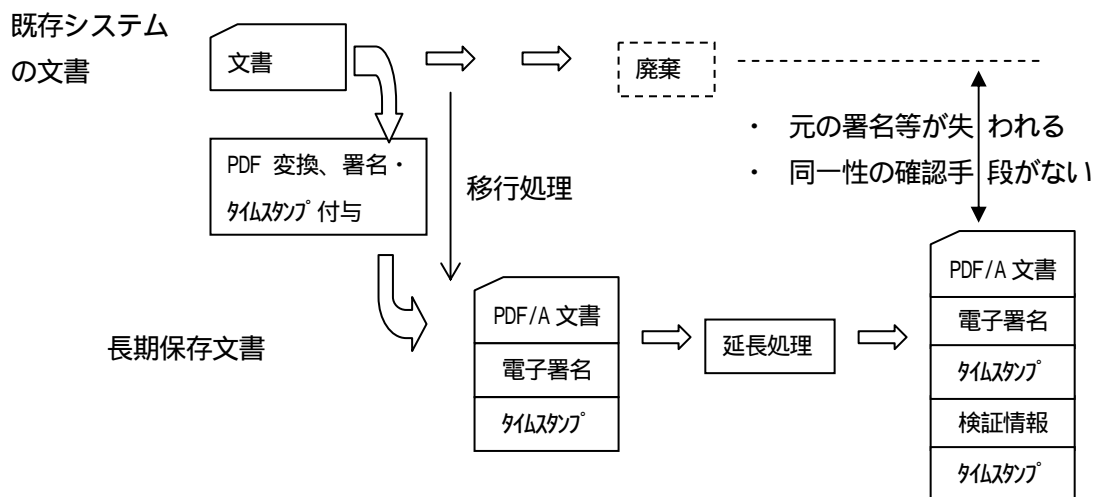 既存システム
の文書
文書
廃棄
・ 元の署名等が失われる
・ 同一性の確認手段がない
PDF 変換、署名・
ﾀｲﾑｽﾀﾝﾌﾟ付与
移行処理
長期保存文書
PDF/A 文書
電子署名
ﾀｲﾑｽﾀﾝﾌﾟ
延長処理
PDF/A 文書
電子署名
ﾀｲﾑｽﾀﾝﾌﾟ
検証情報
ﾀｲﾑｽﾀﾝﾌﾟ